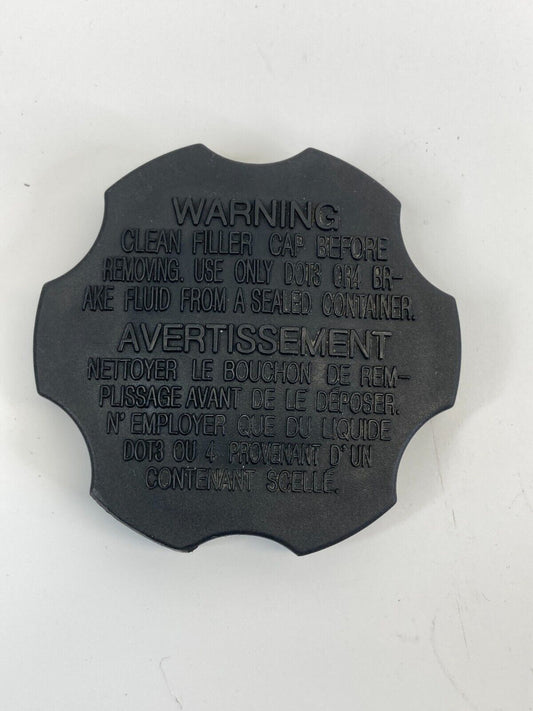 WARNING
CLEAN FILLER CAP BEFORE
REMOVING. USE ONLY DOT3 OR4 BR-
AKE FLUID FROM A SEALED CONTAINER.
AVERTISSEMENT
NETTOYER LE BOUCHON DE REM-
PLISSAGE AVANT DE LE DÉPOSER.
N'EMPLOYER QUE DU LIQUIDE
DOT3 OU 4 PROVENANT D'UN
CONTENANT SCELLÉ.